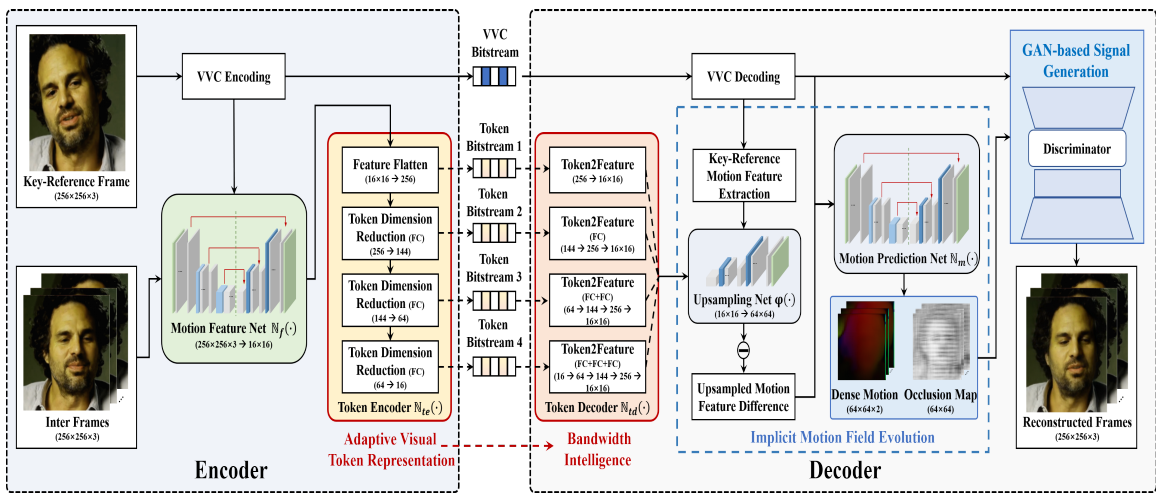 Key-Reference Frame
(256×256×3)
Inter Frames
(256×256×3)
VVC Encoding
Motion Feature Net ℕ_f(·)
(256×256×3 → 16×16)
Feature Flatten
(16×16 → 256)
Token Dimension
Reduction (FC)
(256 → 144)
Token Dimension
Reduction (FC)
(144 → 64)
Token Dimension
Reduction (FC)
(64 → 16)
Token Encoder ℕ_te(·)
Adaptive Visual
Token Representation
Encoder
VVC
Bitstream
Token
Bitstream 1
Token
Bitstream 2
Token
Bitstream 3
Token
Bitstream 4
Token2Feature
(256 → 16×16)
Token2Feature
(FC)
(144 → 256 → 16×16)
Token2Feature
(FC+FC)
(64 → 144 → 256 →
16×16)
Token2Feature
(FC+FC+FC)
(16 → 64 → 144 → 256 →
16×16)
Token Decoder ℕ_td(·)
Bandwidth
Intelligence
VVC Decoding
Key-Reference
Motion Feature
Extraction
Upsampling Net φ(·)
(16×16 → 64×64)
Upsampled Motion
Feature Difference
Motion Prediction Net ℕ_m(·)
Dense Motion
(64×64×2)
Occlusion Map
(64×64)
Implicit Motion Field Evolution
Decoder
GAN-based Signal
Generation
Discriminator
Reconstructed Frames
(256×256×3)